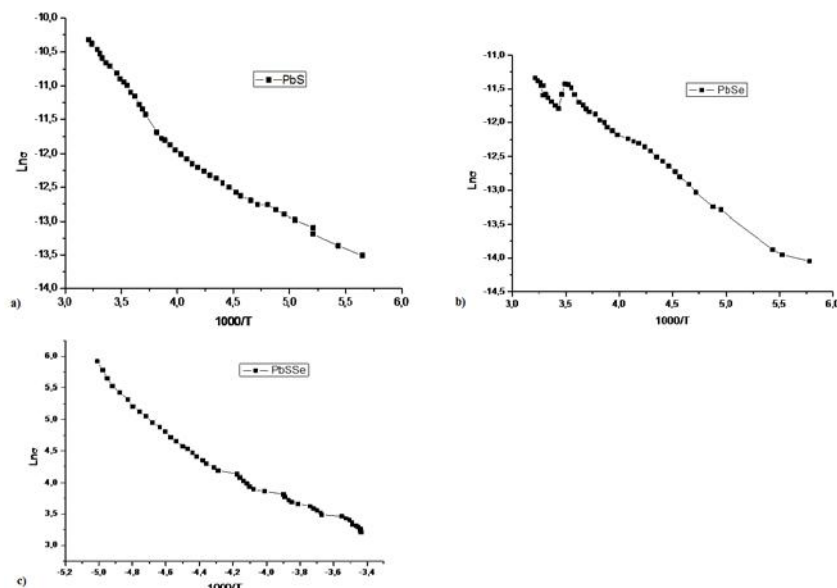 -10,0
-10,5
-11,0
-11,5
-12,0
-12,5
-13,0
-13,5
-14,0
Lnσ
PbS
3,0 3,5 4,0 4,5 5,0 5,5 6,0
1000/T
a)
-11,0
-11,5
-12,0
-12,5
-13,0
-13,5
-14,0
-14,5
Lnσ
PbSe
3,0 3,5 4,0 4,5 5,0 5,5 6,0
1000/T
b)
6,0
5,5
5,0
4,5
4,0
3,5
3,0
Lnσ
PbSSe
-5,2 -5,0 -4,8 -4,6 -4,4 -4,2 -4,0 -3,8 -3,6 -3,4
1000/T
c)